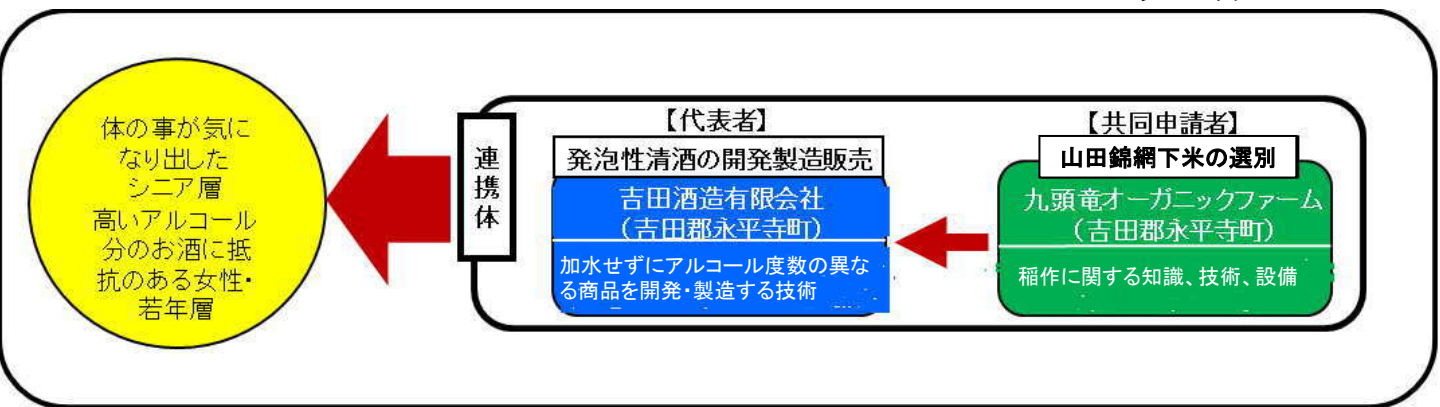 体の事が気に
なり出した
シニア層
高いアルコール
分のお酒に抵
抗のある女性・
若年層
連
携
体
【代表者】
発泡性清酒の開発製造販売
吉田酒造有限会社
(吉田郡永平寺町)
加水せずにアルコール度数の異な
る商品を開発・製造する技術
【共同申請者】
山田錦網下米の選別
九頭竜オーガニックファーム
(吉田郡永平寺町)
稲作に関する知識、技術、設備